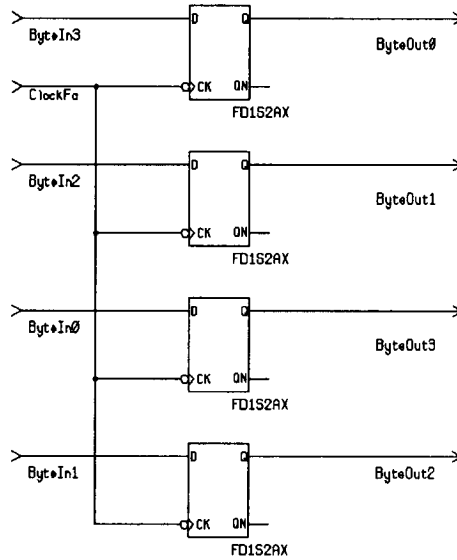 D Q
ByteIn3 ByteOut0
ClockFa CK QN
FD1S2AX
D Q
ByteIn2 ByteOut1
CK QN
FD1S2AX
D Q
ByteIn0 ByteOut3
CK QN
FD1S2AX
D Q
ByteIn1 ByteOut2
CK QN
FD1S2AX